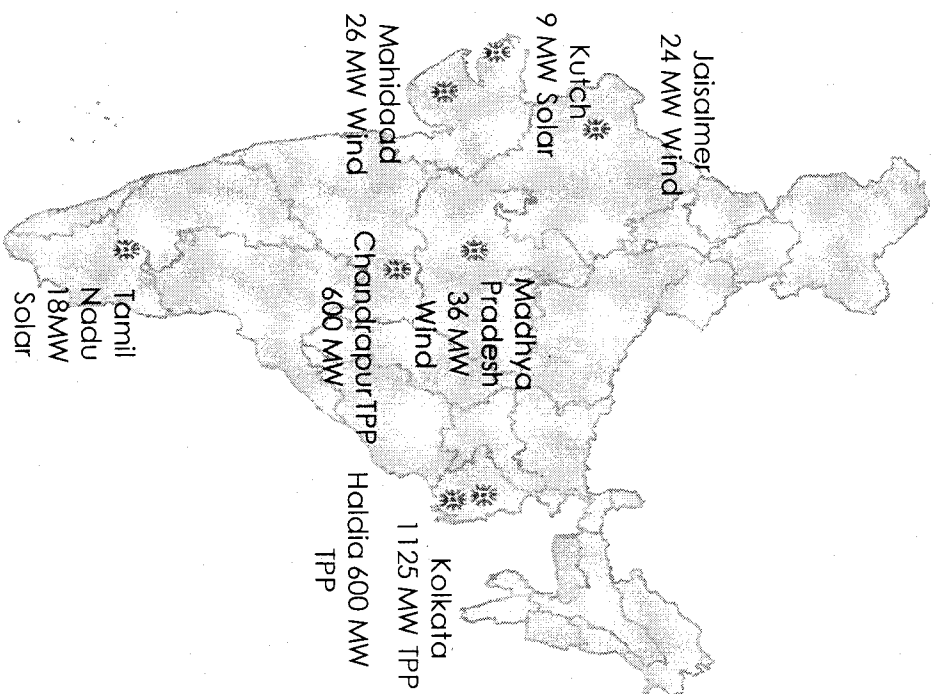 Jaisalmer
24 MW Wind
Kutch
9 MW Solar
Mahidaad
26 MW Wind
Madhya
Pradesh
36 MW
Wind
Chandrapur TPP
600 MW
Kolkata
1125 MW TPP
Haldia 600 MW
TPP
Tamil
Nadu
18MW
Solar